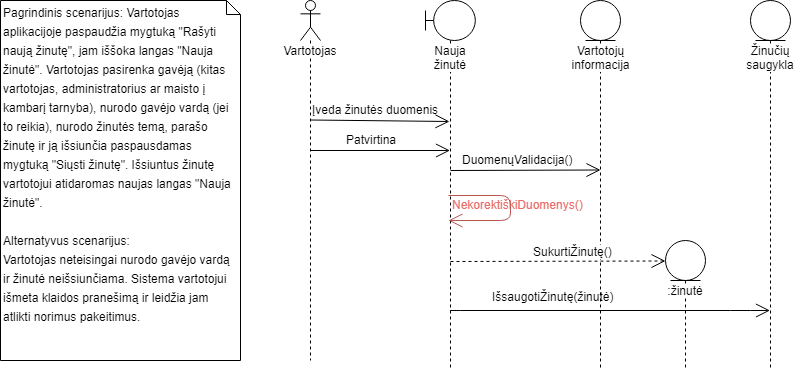 Pagrindinis scenarijus: Vartotojas
aplikacijoje paspaudžia mygtuką "Rašyti
naują žinutę", jam iššoka langas "Nauja
žinutė". Vartotojas pasirenka gavėją (kitas
vartotojas, administratorius ar maisto į
kambarį tarnyba), nurodo gavėjo vardą (jei
to reikia), nurodo žinutės temą, parašo
žinutę ir ją išsiunčia paspausdamas
mygtuką "Siųsti žinutę". Išsiuntus žinutę
vartotojui atidaromas naujas langas "Nauja
žinutė".
Alternatyvus scenarijus:
Vartotojas neteisingai nurodo gavėjo vardą
ir žinutė neišsiunčiama. Sistema vartotojui
išmeta klaidos pranešimą ir leidžia jam
atlikti norimus pakeitimus.
Vartotojas
Nauja
žinutė
Vartotojų
informacija
Žinučių
saugykla
Įveda žinutės duomenis
Patvirtina
DuomenųValidacija()
NekorektiškiDuomenys()
SukurtiŽinutę()
:žinutė
IšsaugotiŽinutę(žinutė)